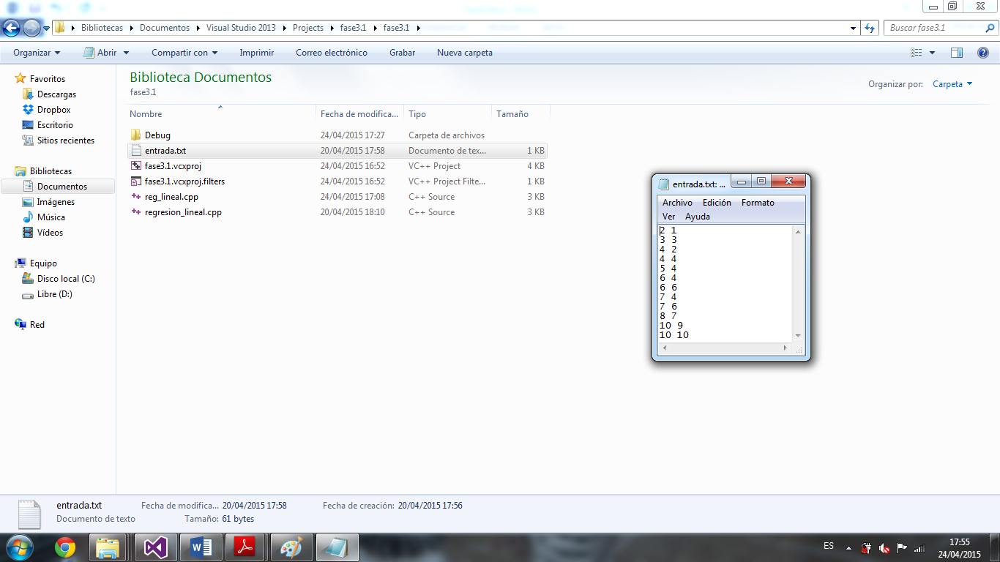 Bibliotecas Documentos Visual Studio 2013 Projects fase3.1 fase3.1 Buscar fase3.1
Organizar Abrir Compartir con Imprimir Correo electrónico Grabar Nueva carpeta
Favoritos
Descargas
Dropbox
Escritorio
Sitios recientes
Bibliotecas
Documentos
Imágenes
Música
Vídeos
Equipo
Disco local (C:)
Libre (D:)
Red
Biblioteca Documentos
fase3.1
Organizar por: Carpeta
Nombre Fecha de modifica... Tipo Tamaño
Debug 24/04/2015 17:27 Carpeta de archivos
entrada.txt 20/04/2015 17:58 Documento de tex... 1 KB
fase3.1.vcxproj 24/04/2015 16:52 VC++ Project 4 KB
fase3.1.vcxproj.filters 24/04/2015 16:52 VC++ Project Filte... 1 KB
reg_lineal.cpp 24/04/2015 17:08 C++ Source 3 KB
regresion_lineal.cpp 20/04/2015 18:10 C++ Source 3 KB
entrada.txt: ...
Archivo Edición Formato
Ver Ayuda
2 1
3 3
4 2
4 4
5 4
6 4
6 6
7 4
7 6
8 7
10 9
10 10
entrada.txt Fecha de modifica... 20/04/2015 17:58 Fecha de creación: 20/04/2015 17:56
Documento de texto Tamaño: 61 bytes
ES 17:55
24/04/2015